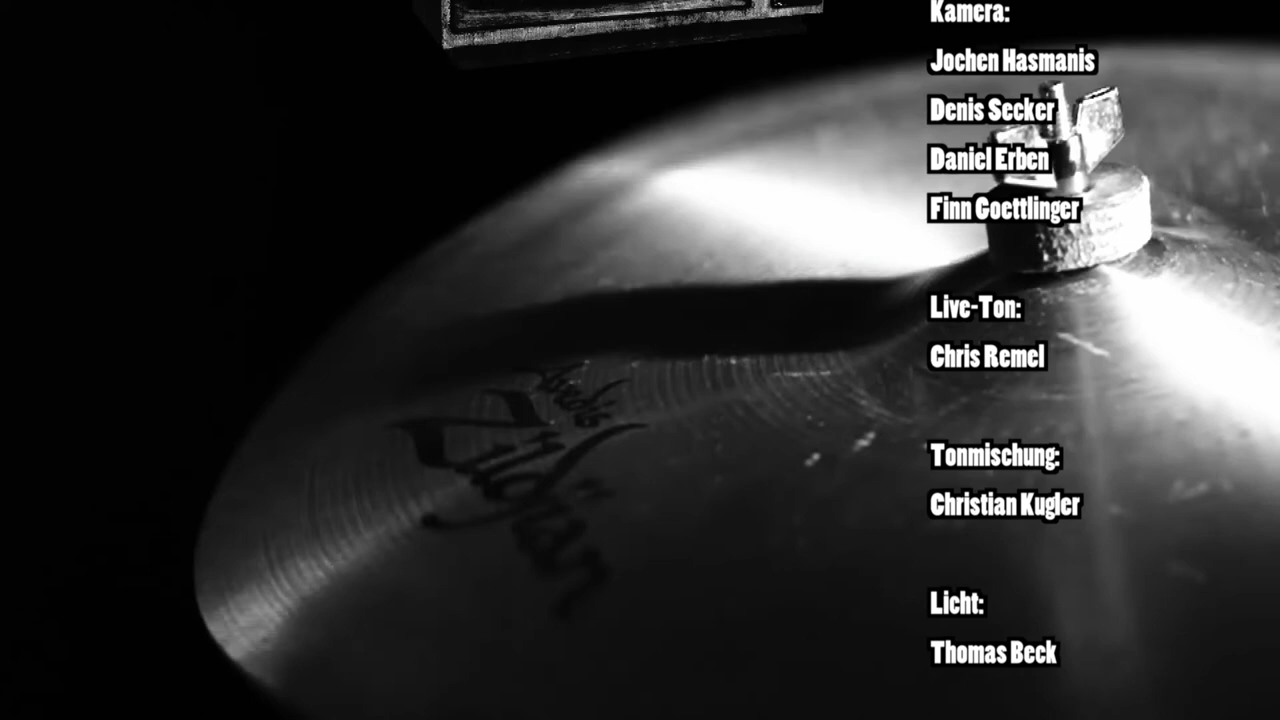 Kamera:
Jochen Hasmanis
Denis Secker
Daniel Erben
Finn Goettlinger
Live-Ton:
Chris Remel
Tonmischung:
Christian Kugler
Licht:
Thomas Beck
Avedis
Zildjian